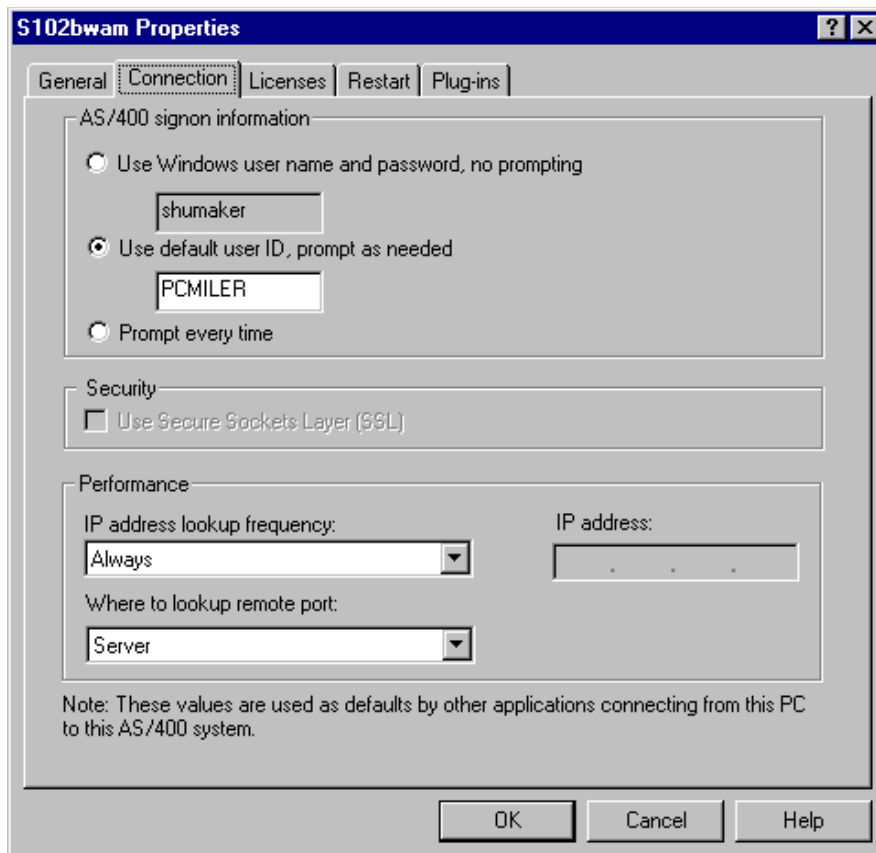 S102bwam Properties
General Connection Licenses Restart Plug-ins
AS/400 signon information
Use Windows user name and password, no prompting
shumaker
Use default user ID, prompt as needed
PCMILER
Prompt every time
Security
Use Secure Sockets Layer (SSL)
Performance
IP address lookup frequency: IP address:
Always . . .
Where to lookup remote port:
Server
Note: These values are used as defaults by other applications connecting from this PC
to this AS/400 system.
OK Cancel Help